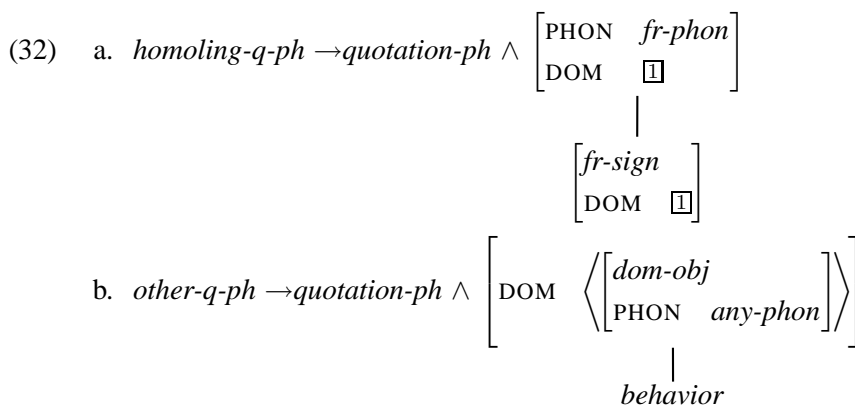 (32) a. homoling-q-ph →quotation-ph ∧ [PHON fr-phon
DOM 1]
[fr-sign
DOM 1]
b. other-q-ph →quotation-ph ∧ [DOM ⟨[dom-obj
PHON any-phon]⟩]
behavior